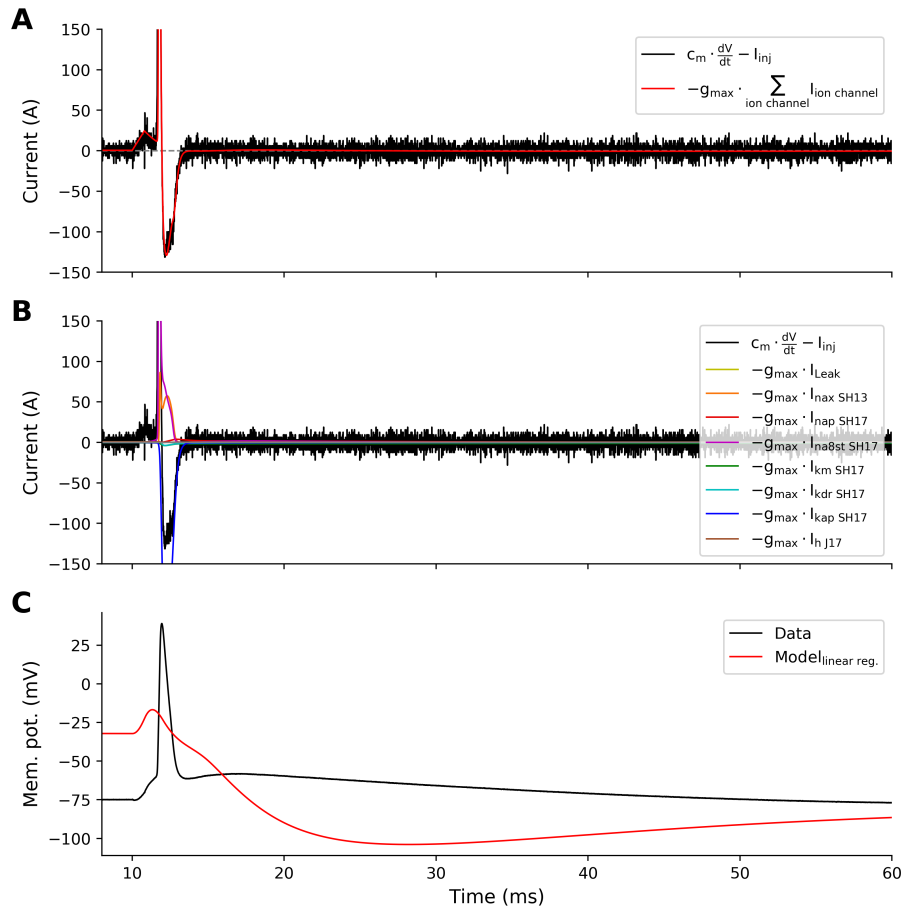 A
150
100
50
0
−50
−100
−150
Current (A)
c_m · dV/dt − I_inj
−g_max · ∑_ion channel I_ion channel
B
150
100
50
0
−50
−100
−150
Current (A)
c_m · dV/dt − I_inj
−g_max · I_Leak
−g_max · I_nax SH13
−g_max · I_nap SH17
−g_max · I_na8st SH17
−g_max · I_km SH17
−g_max · I_kdr SH17
−g_max · I_kap SH17
−g_max · I_h J17
C
25
0
−25
−50
−75
−100
Mem. pot. (mV)
Data
Model_linear reg.
10 20 30 40 50 60
Time (ms)